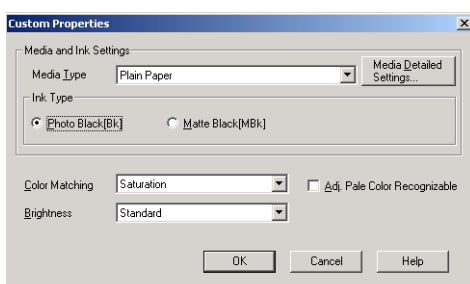 Custom Properties
Media and Ink Settings
Media Type Plain Paper Media Detailed Settings...
Ink Type
Photo Black[Bk] Matte Black[MBk]
Color Matching Saturation Adj. Pale Color Recognizable
Brightness Standard
OK Cancel Help